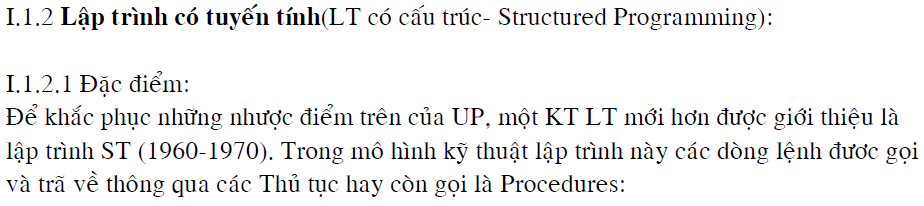 I.1.2 Lập trình có tuyến tính(LT có cấu trúc- Structured Programming):
I.1.2.1 Đặc điểm:
Để khắc phục những nhược điểm trên của UP, một KT LT mới hơn được giới thiệu là
lập trình ST (1960-1970). Trong mô hình kỹ thuật lập trình này các dòng lệnh đươc gọi
và trã về thông qua các Thủ tục hay còn gọi là Procedures: